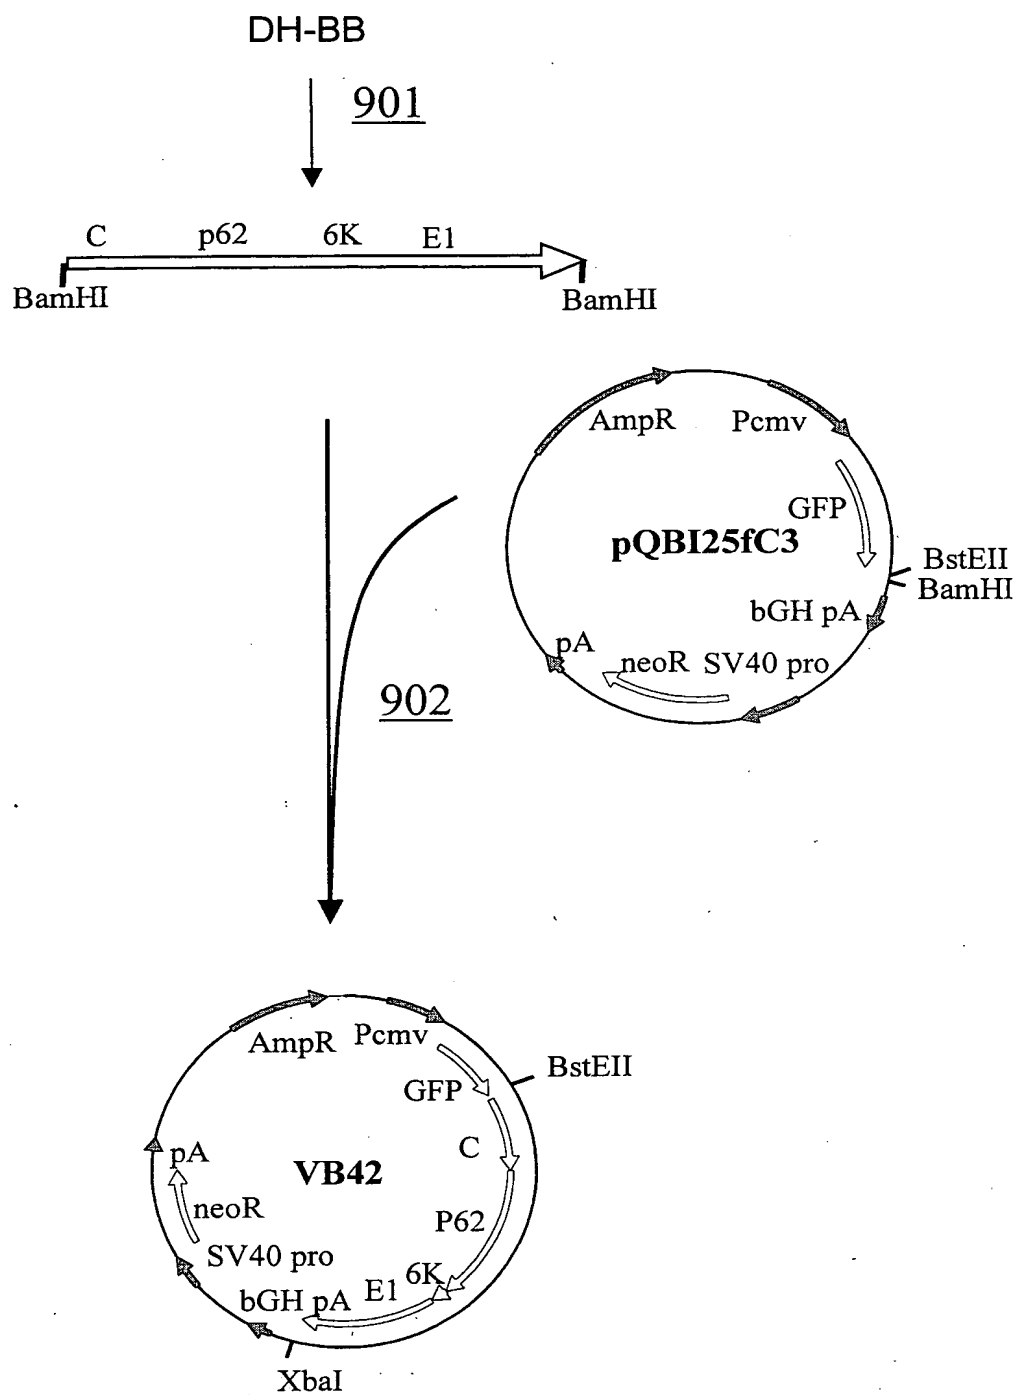 DH-BB
901
C p62 6K E1
BamHI BamHI
AmpR Pcmv
GFP
pQBI25fC3
BstEII
BamHI
bGH pA
pA neoR SV40 pro
902
AmpR Pcmv
BstEII
GFP
C
pA VB42
neoR P62
SV40 pro
bGH pA E1 6K
XbaI